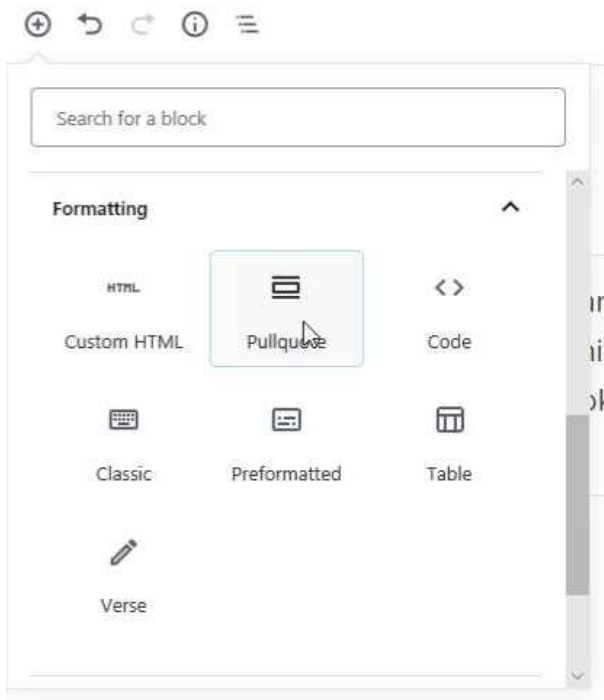 Search for a block
Formatting
HTML
Custom HTML
Pullquote
Code
Classic
Preformatted
Table
Verse